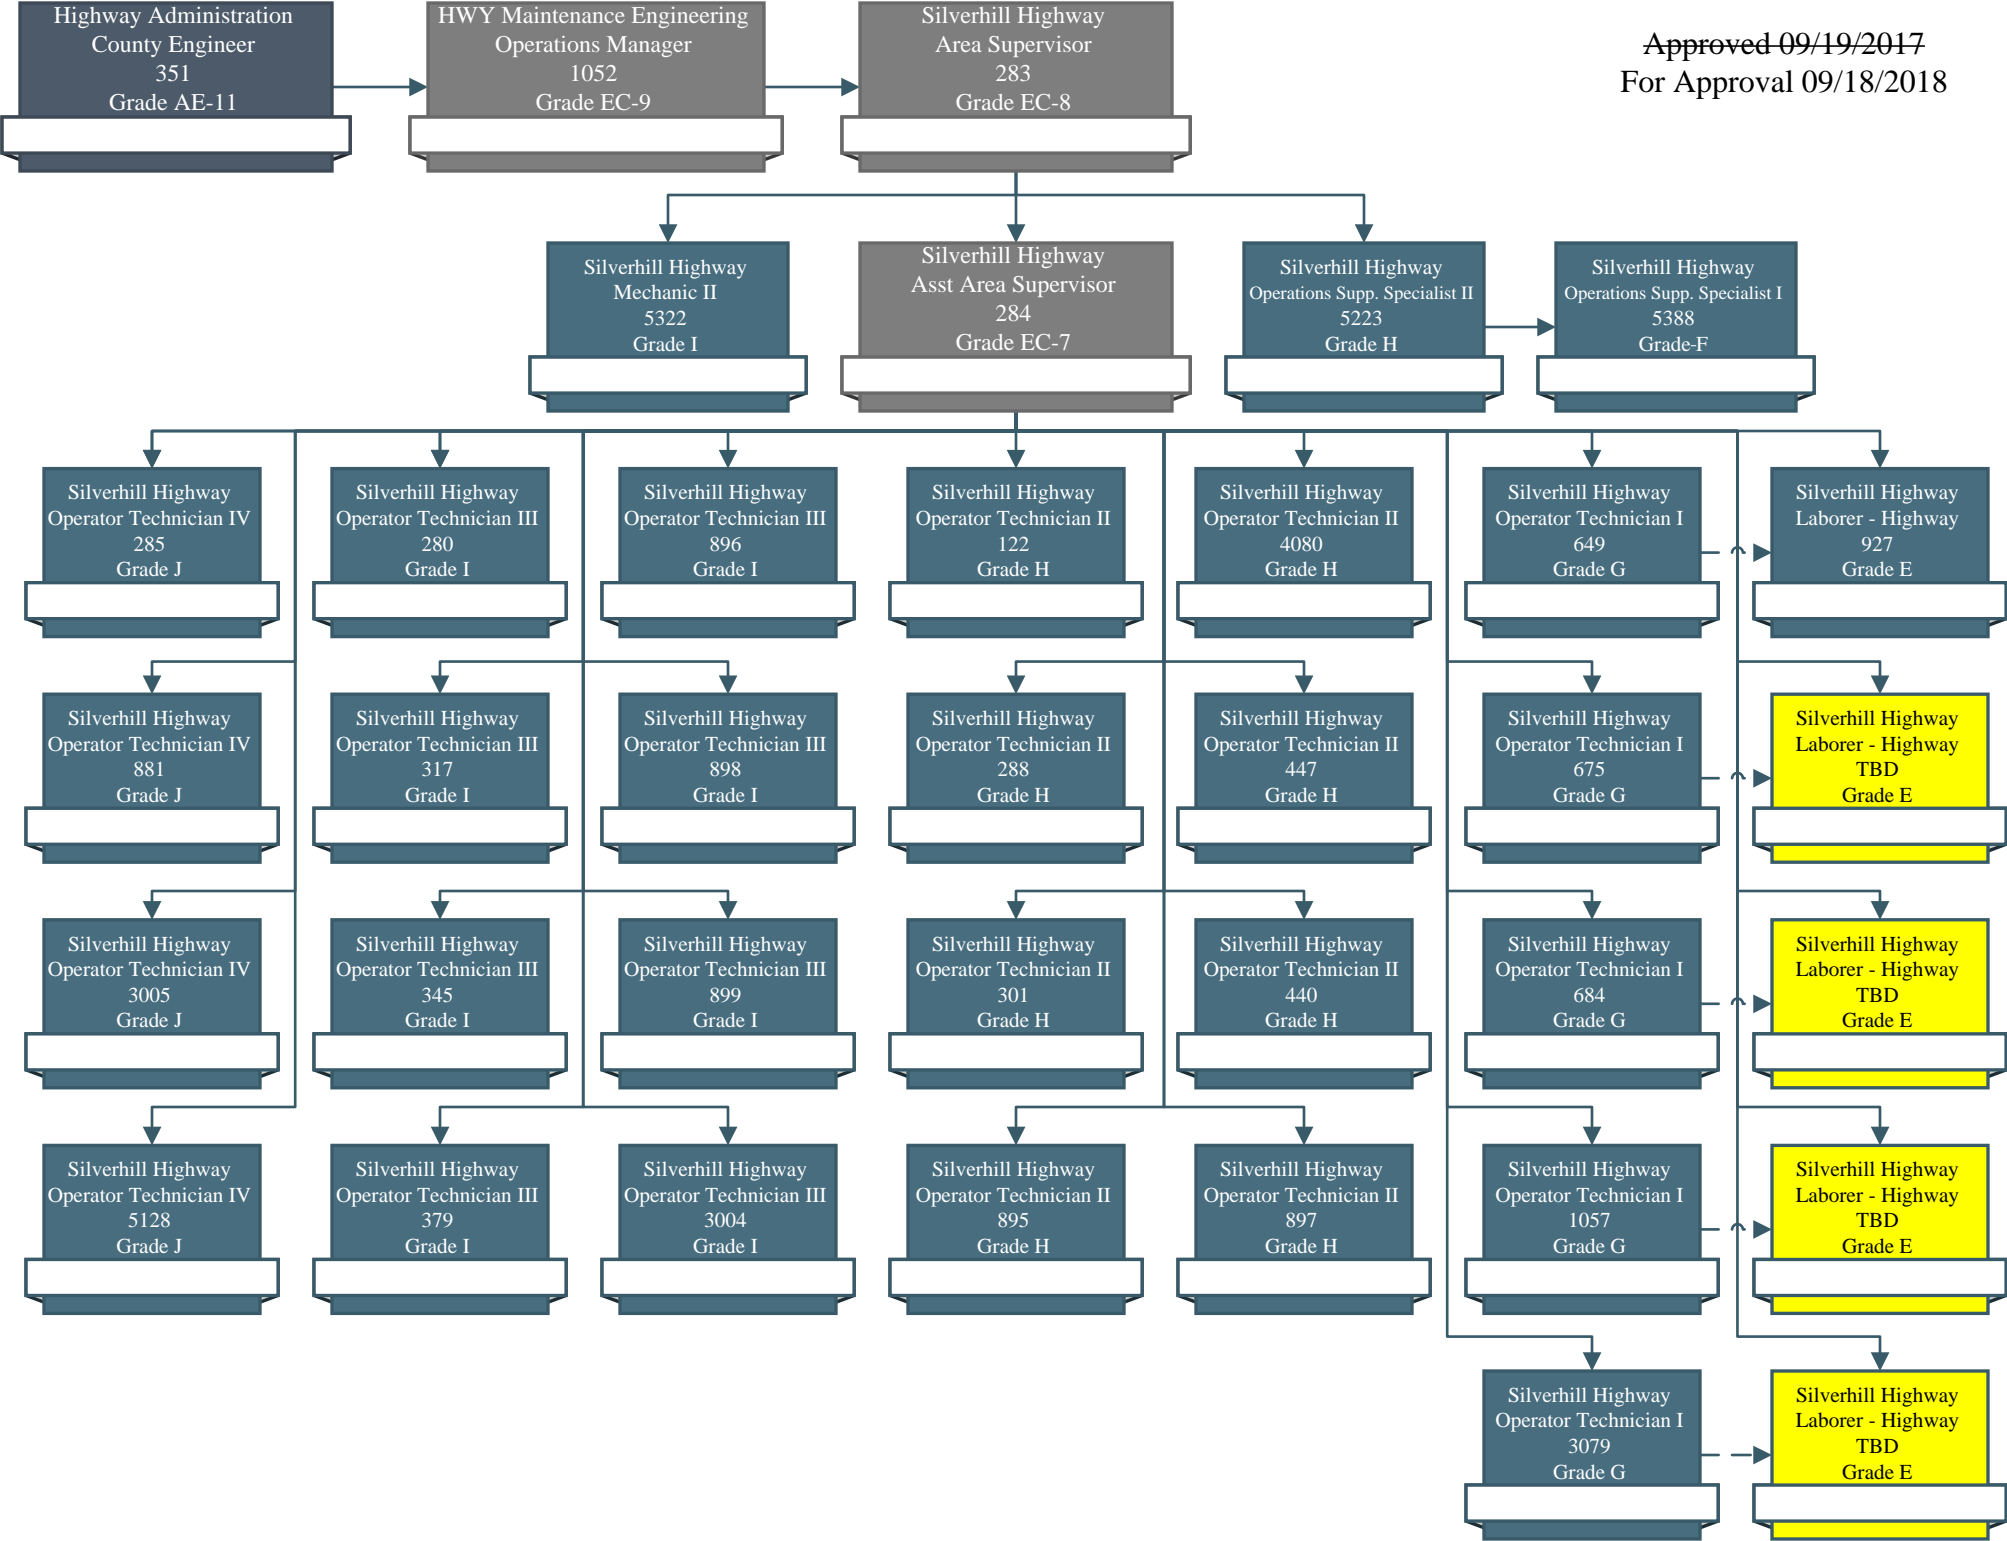 Highway Administration
County Engineer
351
Grade AE-11
HWY Maintenance Engineering
Operations Manager
1052
Grade EC-9
Silverhill Highway
Area Supervisor
283
Grade EC-8
Approved 09/19/2017
For Approval 09/18/2018
Silverhill Highway
Mechanic II
5322
Grade I
Silverhill Highway
Asst Area Supervisor
284
Grade EC-7
Silverhill Highway
Operations Supp. Specialist II
5223
Grade H
Silverhill Highway
Operations Supp. Specialist I
5388
Grade-F
Silverhill Highway
Operator Technician IV
285
Grade J
Silverhill Highway
Operator Technician III
280
Grade I
Silverhill Highway
Operator Technician III
896
Grade I
Silverhill Highway
Operator Technician II
122
Grade H
Silverhill Highway
Operator Technician II
4080
Grade H
Silverhill Highway
Operator Technician I
649
Grade G
Silverhill Highway
Laborer - Highway
927
Grade E
Silverhill Highway
Operator Technician IV
881
Grade J
Silverhill Highway
Operator Technician III
317
Grade I
Silverhill Highway
Operator Technician III
898
Grade I
Silverhill Highway
Operator Technician II
288
Grade H
Silverhill Highway
Operator Technician II
447
Grade H
Silverhill Highway
Operator Technician I
675
Grade G
Silverhill Highway
Laborer - Highway
TBD
Grade E
Silverhill Highway
Operator Technician IV
3005
Grade J
Silverhill Highway
Operator Technician III
345
Grade I
Silverhill Highway
Operator Technician III
899
Grade I
Silverhill Highway
Operator Technician II
301
Grade H
Silverhill Highway
Operator Technician II
440
Grade H
Silverhill Highway
Operator Technician I
684
Grade G
Silverhill Highway
Laborer - Highway
TBD
Grade E
Silverhill Highway
Operator Technician IV
5128
Grade J
Silverhill Highway
Operator Technician III
379
Grade I
Silverhill Highway
Operator Technician III
3004
Grade I
Silverhill Highway
Operator Technician II
895
Grade H
Silverhill Highway
Operator Technician II
897
Grade H
Silverhill Highway
Operator Technician I
1057
Grade G
Silverhill Highway
Laborer - Highway
TBD
Grade E
Silverhill Highway
Operator Technician I
3079
Grade G
Silverhill Highway
Laborer - Highway
TBD
Grade E